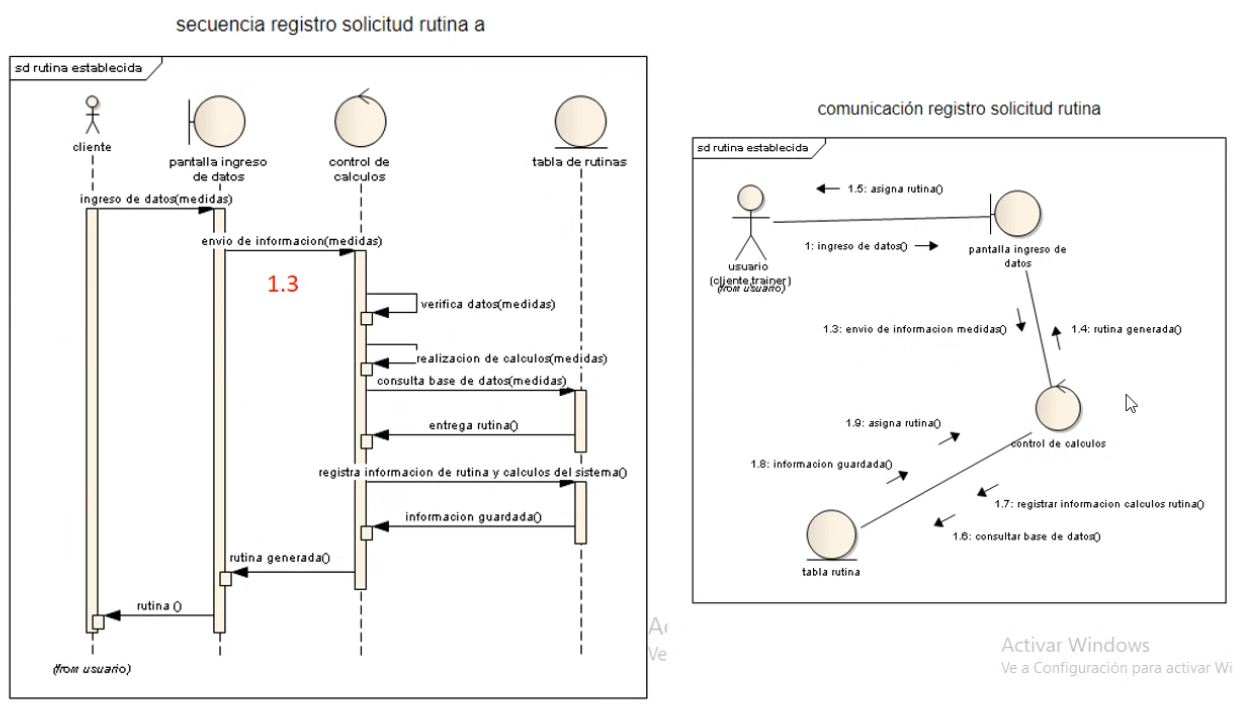 secuencia registro solicitud rutina a
sd rutina establecida
cliente
pantalla ingreso
de datos
control de
calculos
tabla de rutinas
ingreso de datos(medidas)
envio de informacion(medidas)
1.3
verifica datos(medidas)
realizacion de calculos(medidas)
consulta base de datos(medidas)
entrega rutina()
registra informacion de rutina y calculos del sistema()
informacion guardada()
rutina generada()
rutina ()
(from usuario)
comunicación registro solicitud rutina
sd rutina establecida
1.5: asigna rutina()
1: ingreso de datos()
usuario
(cliente,trainer)
(from usuario)
pantalla ingreso de
datos
1.3: envio de informacion medidas()
1.4: rutina generada()
control de calculos
1.9: asigna rutina()
1.8: informacion guardada()
1.7: registrar informacion calculos rutina()
1.6: consultar base de datos()
tabla rutina
Activar Windows
Ve a Configuración para activar Wi